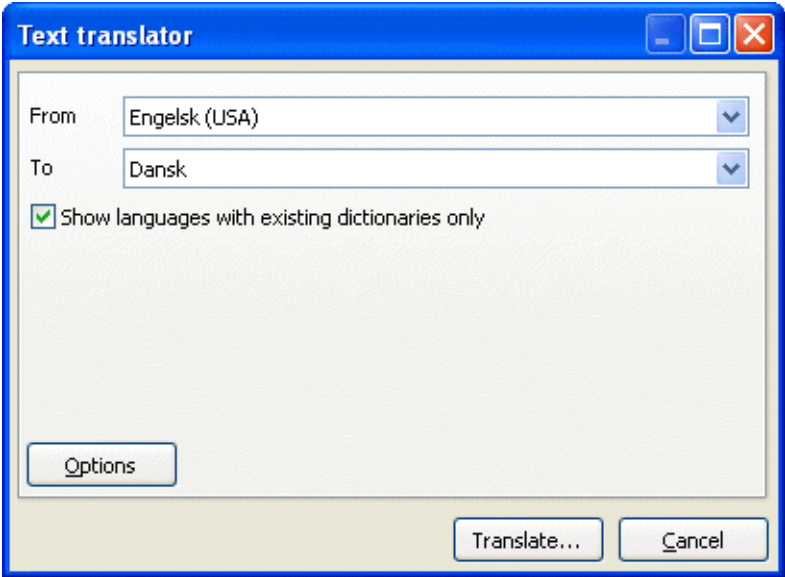 Text translator
From Engelsk (USA)
To Dansk
Show languages with existing dictionaries only
Options
Translate... Cancel